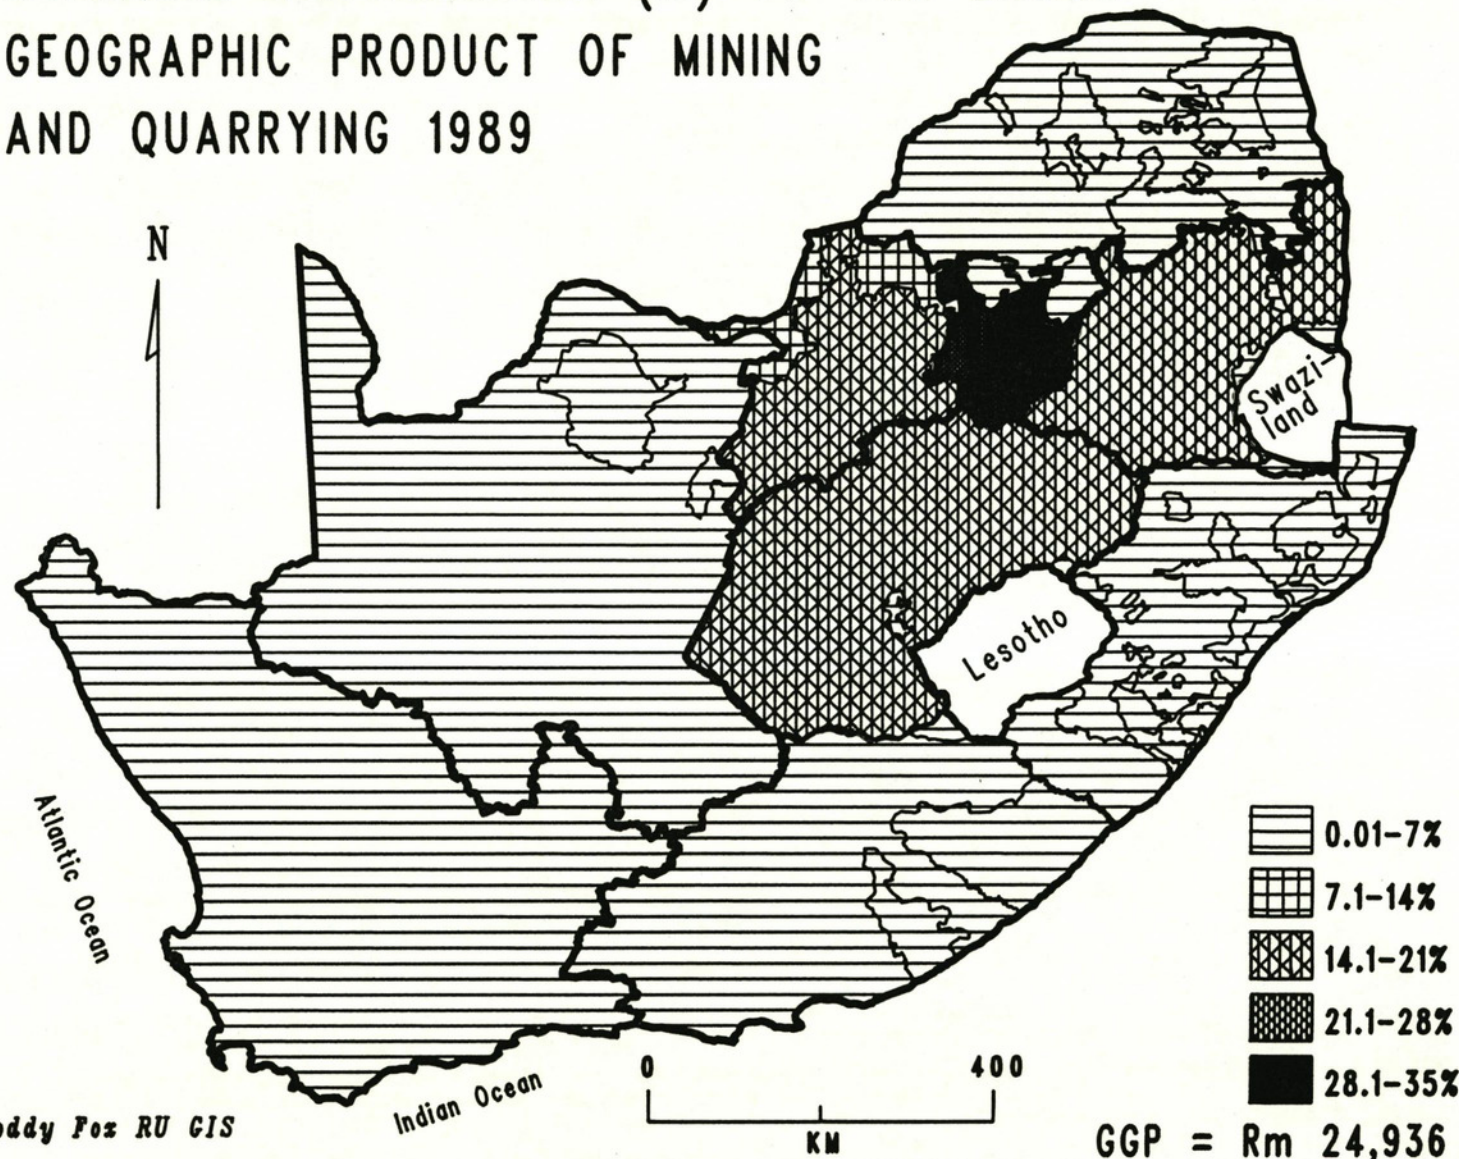 GEOGRAPHIC PRODUCT OF MINING
AND QUARRYING 1989
N
Swazi-
land
Lesotho
Atlantic Ocean
Indian Ocean
0.01-7%
7.1-14%
14.1-21%
21.1-28%
28.1-35%
0 400
KM
Fox RU GIS
GGP = Rm 24,936